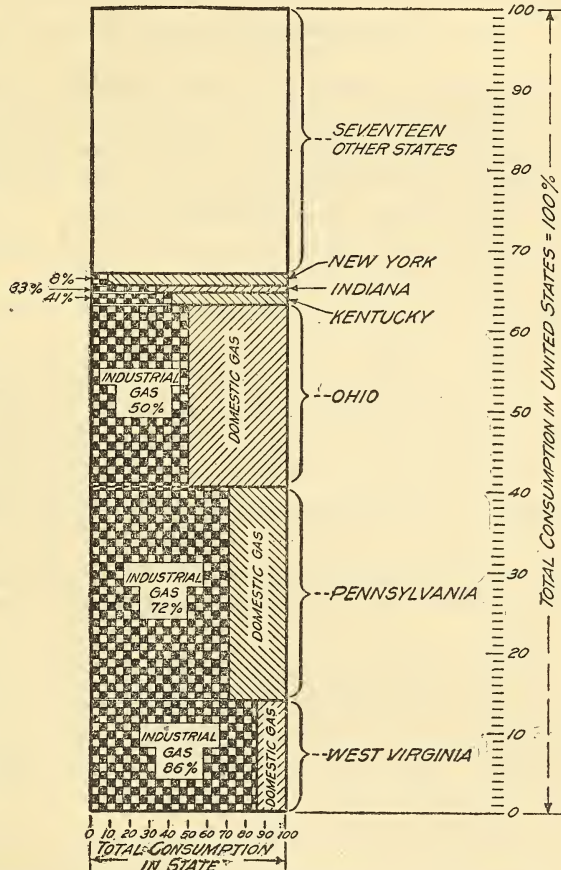 100
90
80
70
60
50
40
30
20
10
0
TOTAL CONSUMPTION IN UNITED STATES = 100%
SEVENTEEN
OTHER STATES
NEW YORK
INDIANA
KENTUCKY
8%
83%
41%
INDUSTRIAL
GAS
50%
DOMESTIC GAS
OHIO
INDUSTRIAL
GAS
72%
DOMESTIC GAS
PENNSYLVANIA
INDUSTRIAL
GAS
86%
DOMESTIC GAS
WEST VIRGINIA
0 10 20 30 40 50 60 70 80 90 100
TOTAL CONSUMPTION
IN STATE